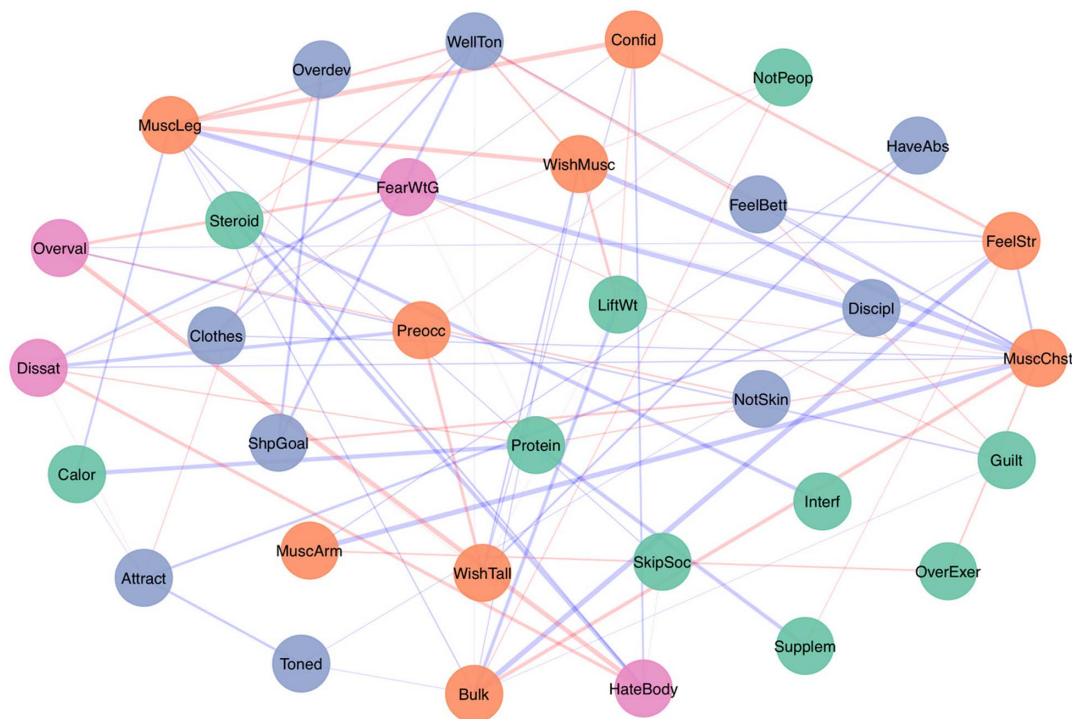 WellTon
Confid
Overdev
NotPeop
MuscLeg
HaveAbs
WishMusc
FearWtG
FeelBett
Steroid
Overval
FeelStr
LiftWt
Discipl
Clothes
Preocc
Dissat
MuscChst
NotSkin
ShpGoal
Protein
Calor
Guilt
Interf
MuscArm
Attract
WishTall
SkipSoc
OverExer
Supplem
Toned
Bulk
HateBody